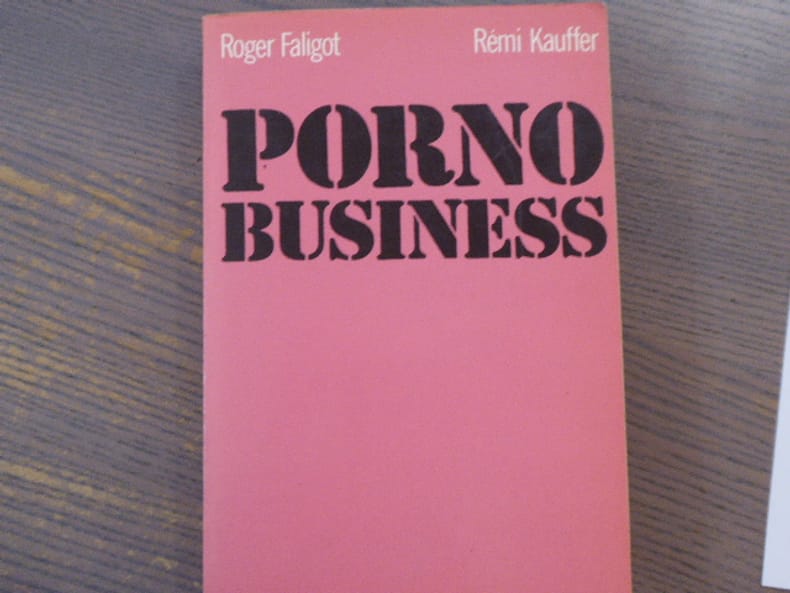 Roger Faligot Rémi Kauffer
PORNO
BUSINESS